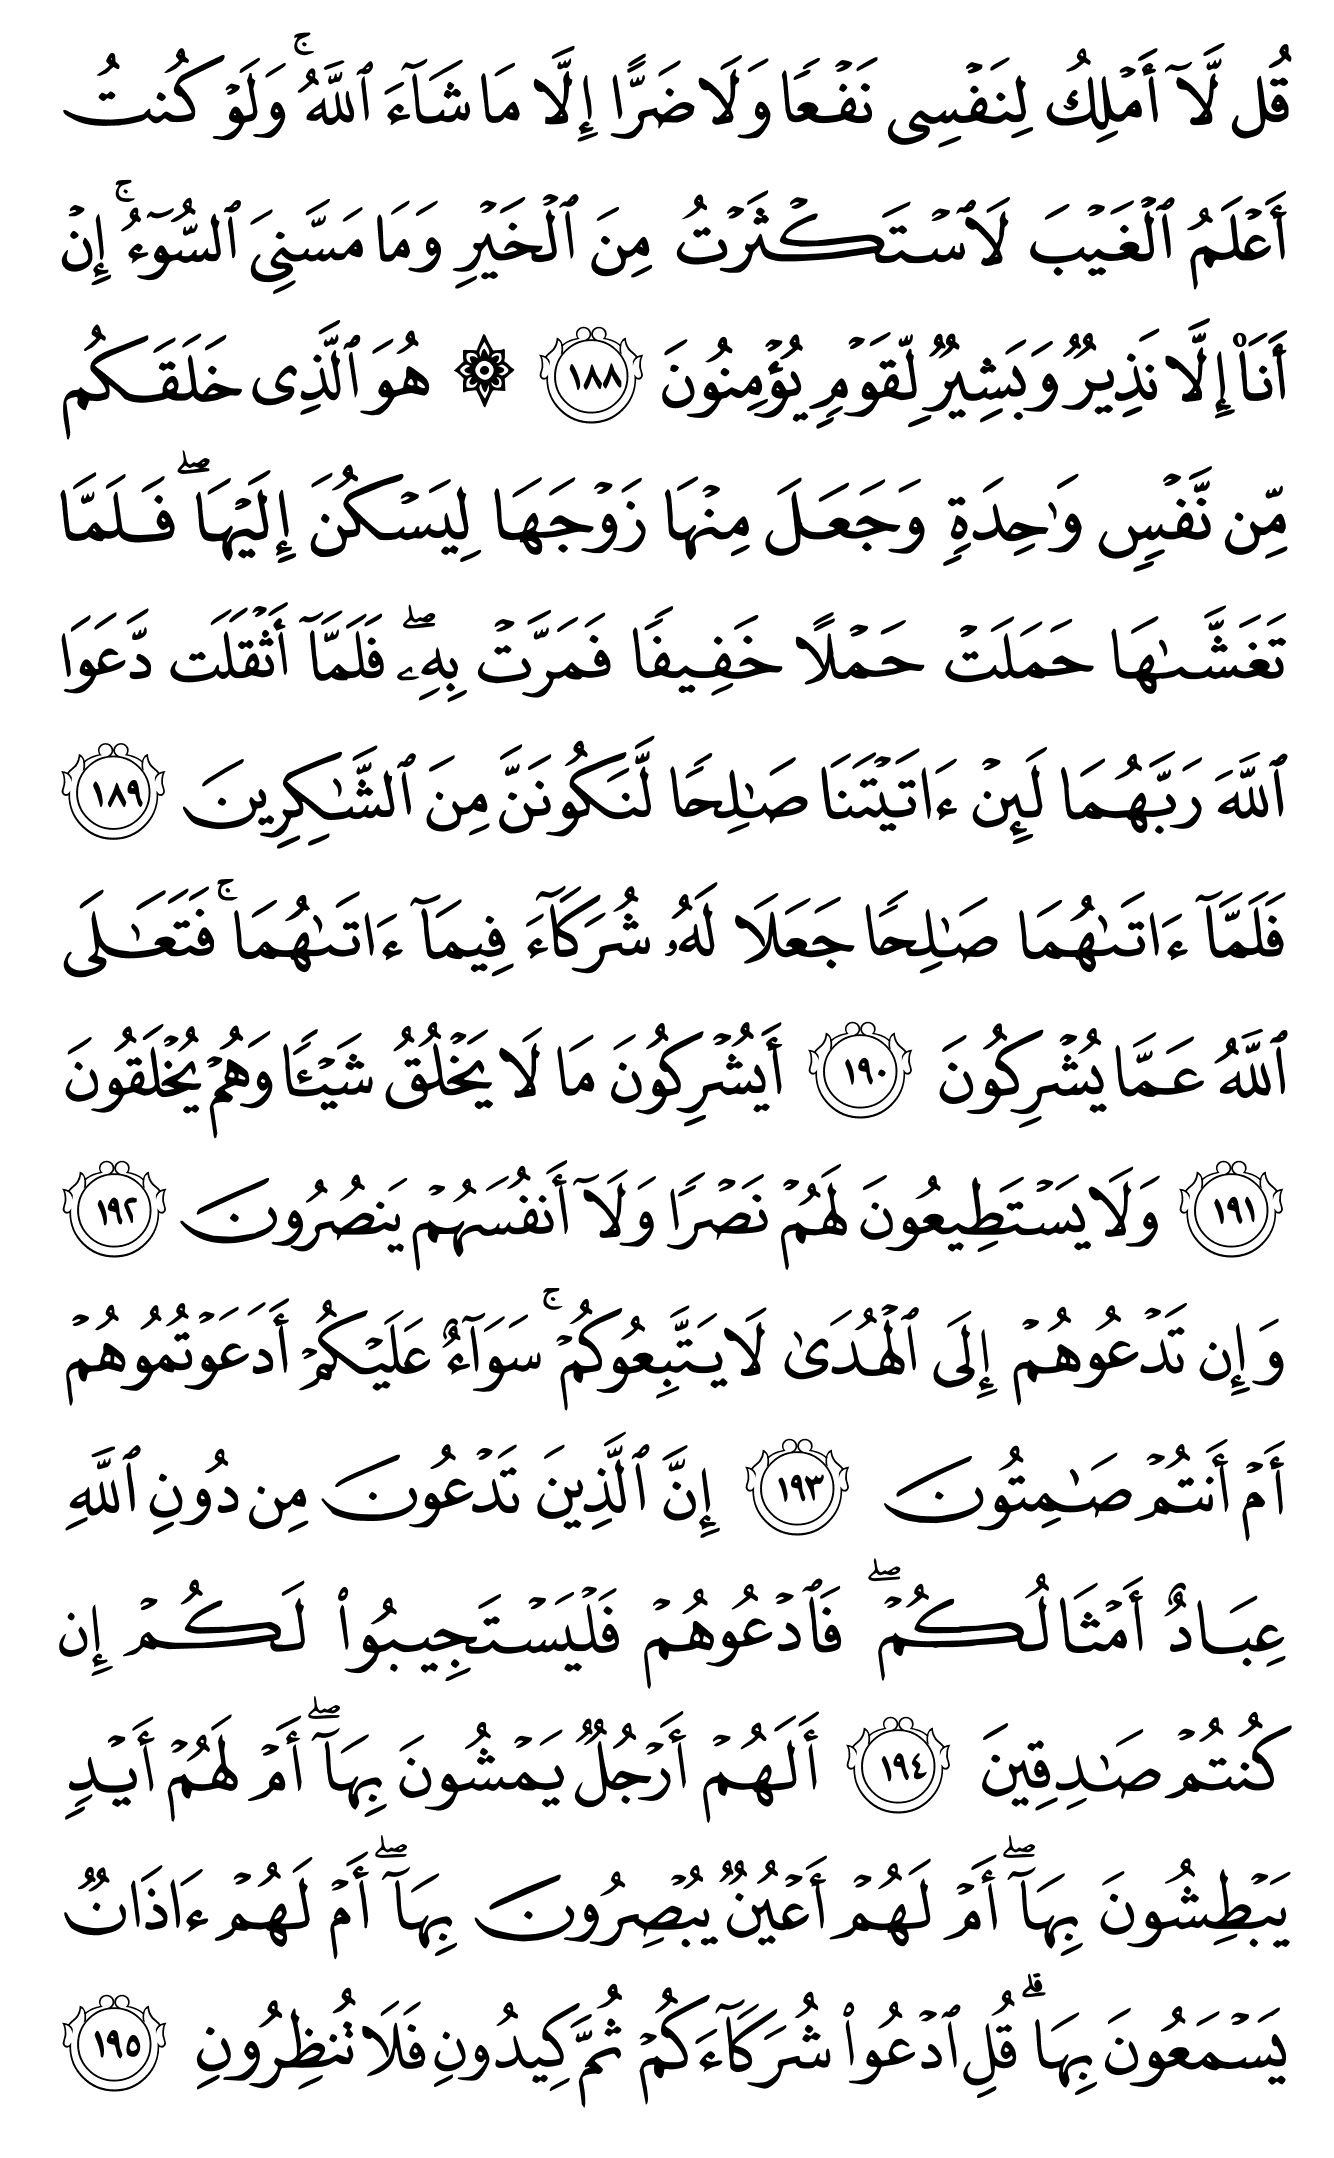 قُل لَّآ أَمۡلِكُ لِنَفۡسِى نَفۡعًا وَلَا ضَرًّا إِلَّا مَا شَآءَ ٱللَّهُۚ وَلَوۡ كُنتُ
أَعۡلَمُ ٱلۡغَيۡبَ لَٱسۡتَكۡثَرۡتُ مِنَ ٱلۡخَيۡرِ وَمَا مَسَّنِىَ ٱلسُّوٓءُۚ إِنۡ
أَنَا۠ إِلَّا نَذِيرٌ وَبَشِيرٌ لِّقَوۡمٍ يُؤۡمِنُونَ ١٨٨ ۞ هُوَ ٱلَّذِى خَلَقَكُم
مِّن نَّفۡسٍ وَٰحِدَةٍ وَجَعَلَ مِنۡهَا زَوۡجَهَا لِيَسۡكُنَ إِلَيۡهَاۖ فَلَمَّا
تَغَشَّىٰهَا حَمَلَتۡ حَمۡلًا خَفِيفًا فَمَرَّتۡ بِهِۦۖ فَلَمَّآ أَثۡقَلَت دَّعَوَا
ٱللَّهَ رَبَّهُمَا لَئِنۡ ءَاتَيۡتَنَا صَٰلِحًا لَّنَكُونَنَّ مِنَ ٱلشَّٰكِرِينَ ١٨٩
فَلَمَّآ ءَاتَىٰهُمَا صَٰلِحًا جَعَلَا لَهُۥ شُرَكَآءَ فِيمَآ ءَاتَىٰهُمَاۚ فَتَعَٰلَى
ٱللَّهُ عَمَّا يُشۡرِكُونَ ١٩٠ أَيُشۡرِكُونَ مَا لَا يَخۡلُقُ شَيۡـًٔا وَهُمۡ يُخۡلَقُونَ
١٩١ وَلَا يَسۡتَطِيعُونَ لَهُمۡ نَصۡرًا وَلَآ أَنفُسَهُمۡ يَنصُرُونَ ١٩٢
وَإِن تَدۡعُوهُمۡ إِلَى ٱلۡهُدَىٰ لَا يَتَّبِعُوكُمۡۚ سَوَآءٌ عَلَيۡكُمۡ أَدَعَوۡتُمُوهُمۡ
أَمۡ أَنتُمۡ صَٰمِتُونَ ١٩٣ إِنَّ ٱلَّذِينَ تَدۡعُونَ مِن دُونِ ٱللَّهِ
عِبَادٌ أَمۡثَالُكُمۡۖ فَٱدۡعُوهُمۡ فَلۡيَسۡتَجِيبُوا۟ لَكُمۡ إِن
كُنتُمۡ صَٰدِقِينَ ١٩٤ أَلَهُمۡ أَرۡجُلٌ يَمۡشُونَ بِهَآۖ أَمۡ لَهُمۡ أَيۡدٍ
يَبۡطِشُونَ بِهَآۖ أَمۡ لَهُمۡ أَعۡيُنٌ يُبۡصِرُونَ بِهَآۖ أَمۡ لَهُمۡ ءَاذَانٌ
يَسۡمَعُونَ بِهَاۗ قُلِ ٱدۡعُوا۟ شُرَكَآءَكُمۡ ثُمَّ كِيدُونِ فَلَا تُنظِرُونِ ١٩٥